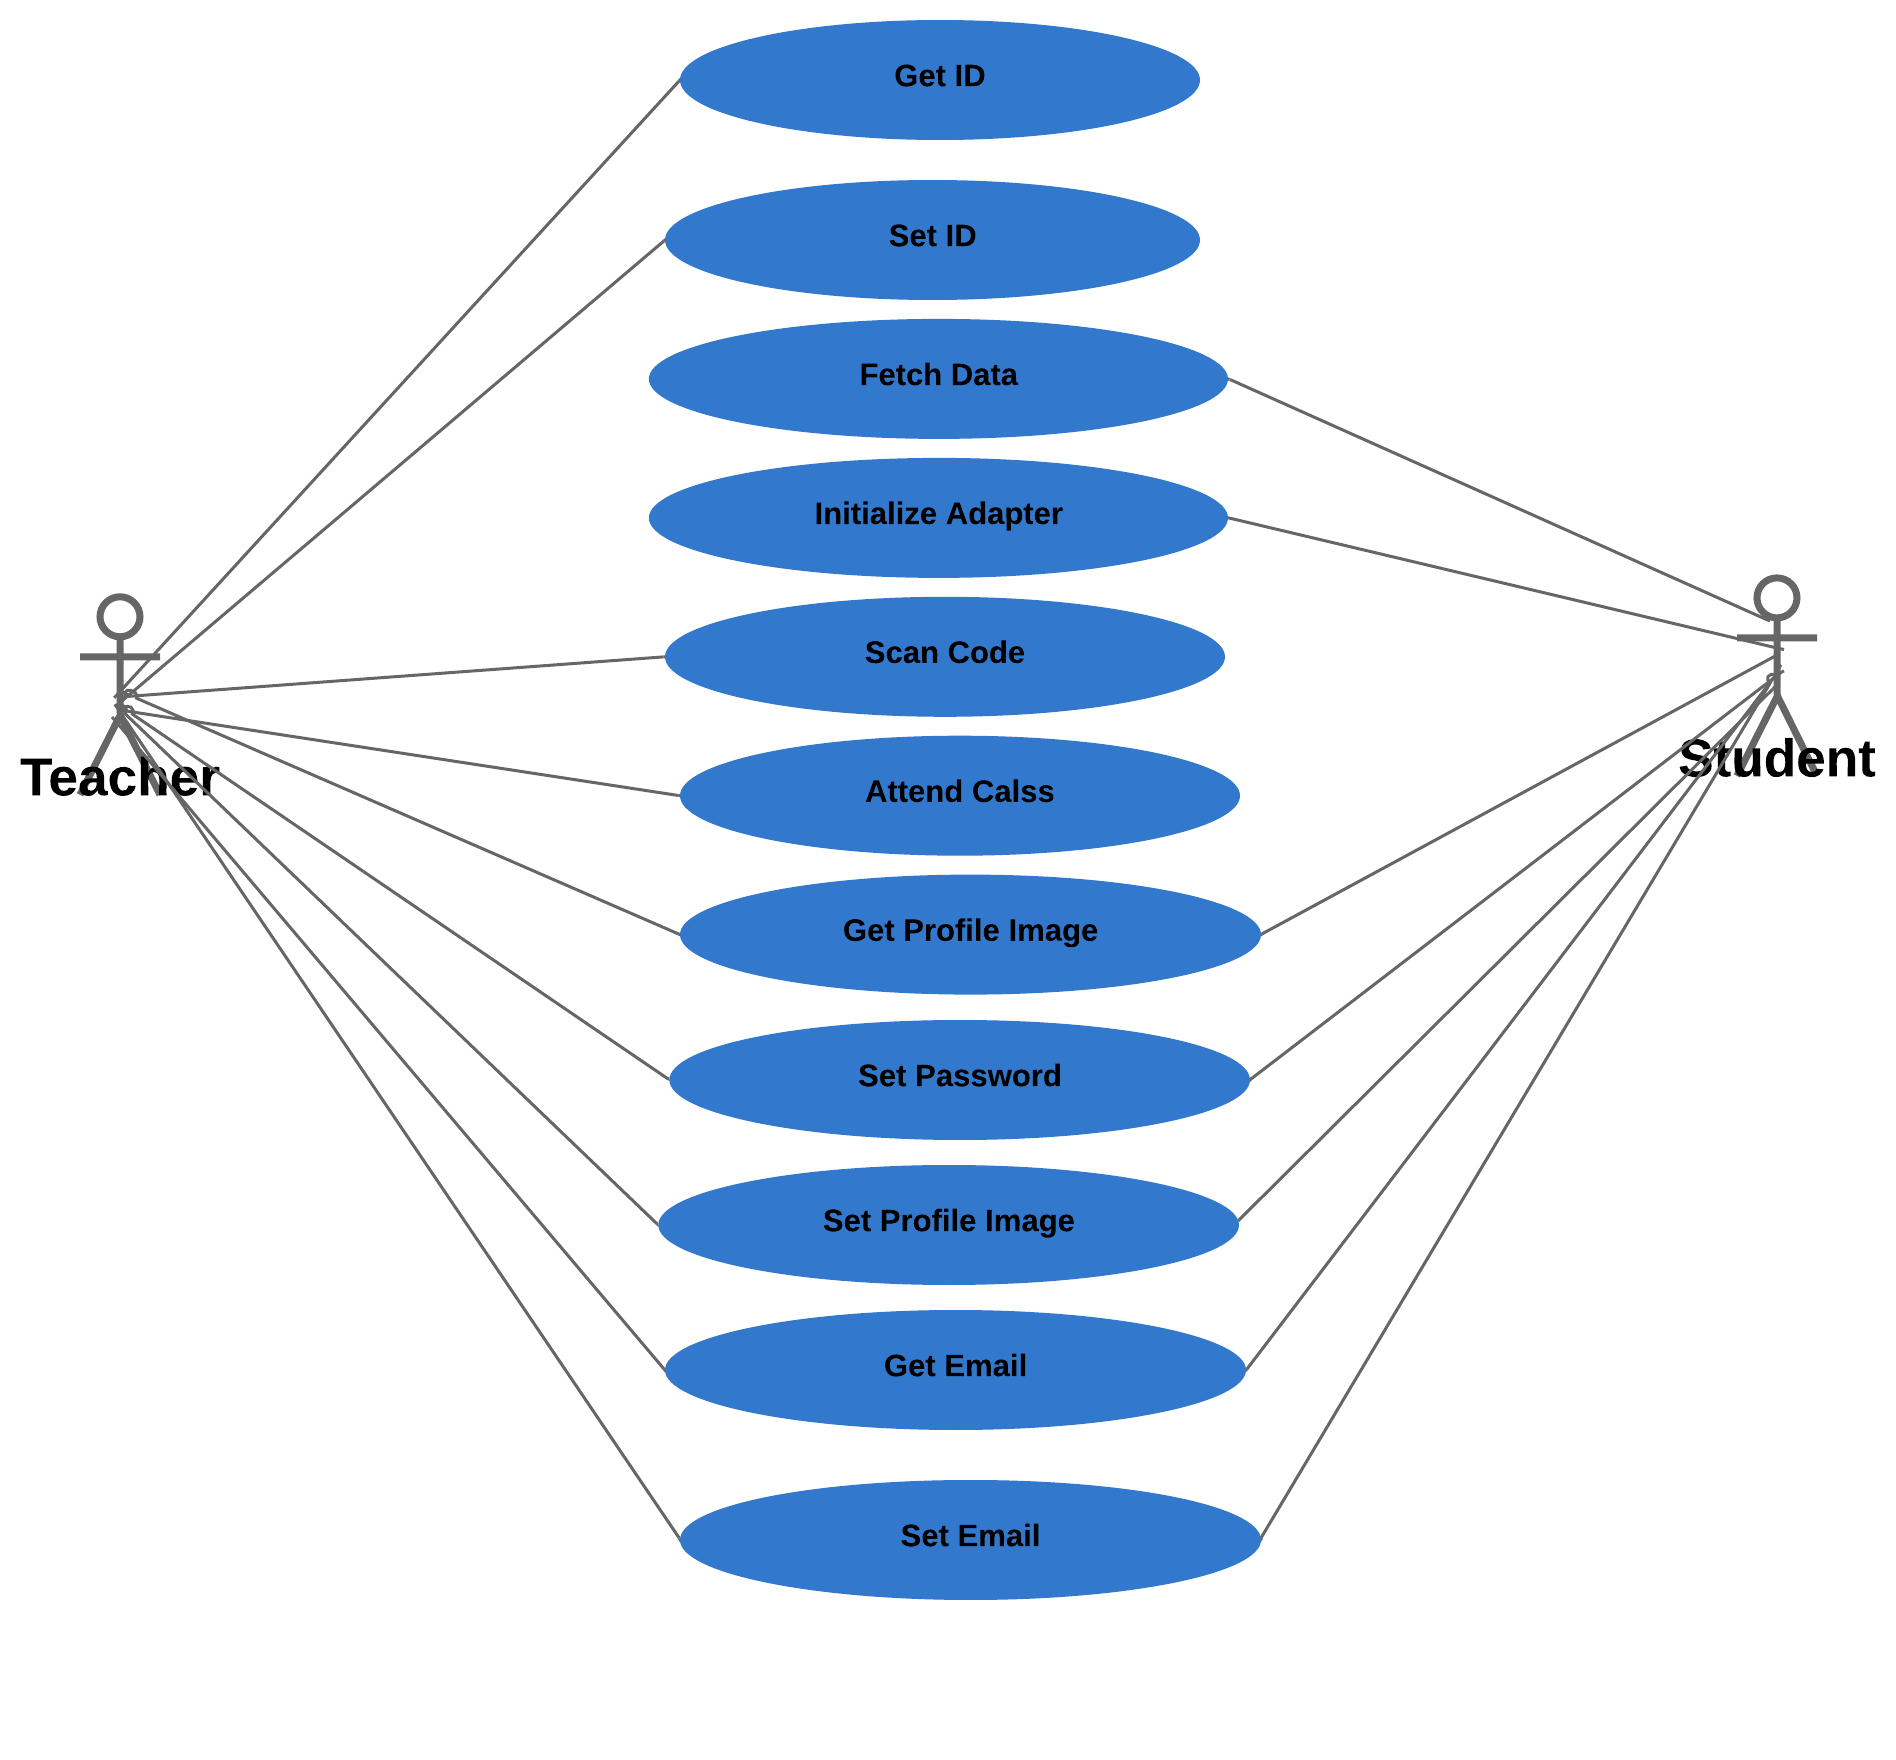 Get ID
Set ID
Fetch Data
Initialize Adapter
Scan Code
Teacher
Student
Attend Calss
Get Profile Image
Set Password
Set Profile Image
Get Email
Set Email